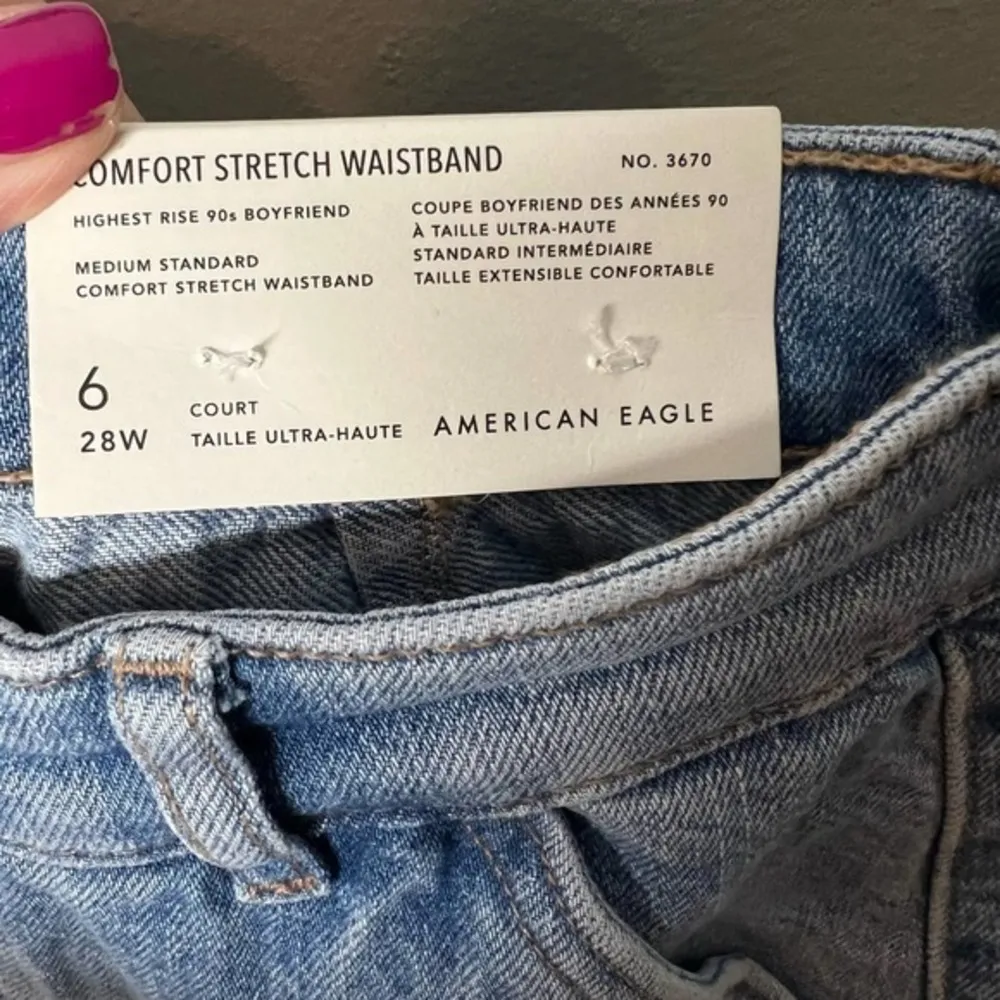 COMFORT STRETCH WAISTBAND
NO. 3670
HIGHEST RISE 90s BOYFRIEND
MEDIUM STANDARD
COMFORT STRETCH WAISTBAND
COUPE BOYFRIEND DES ANNÉES 90
À TAILLE ULTRA-HAUTE
STANDARD INTERMÉDIAIRE
TAILLE EXTENSIBLE CONFORTABLE
6
28W
COURT
TAILLE ULTRA-HAUTE
AMERICAN EAGLE